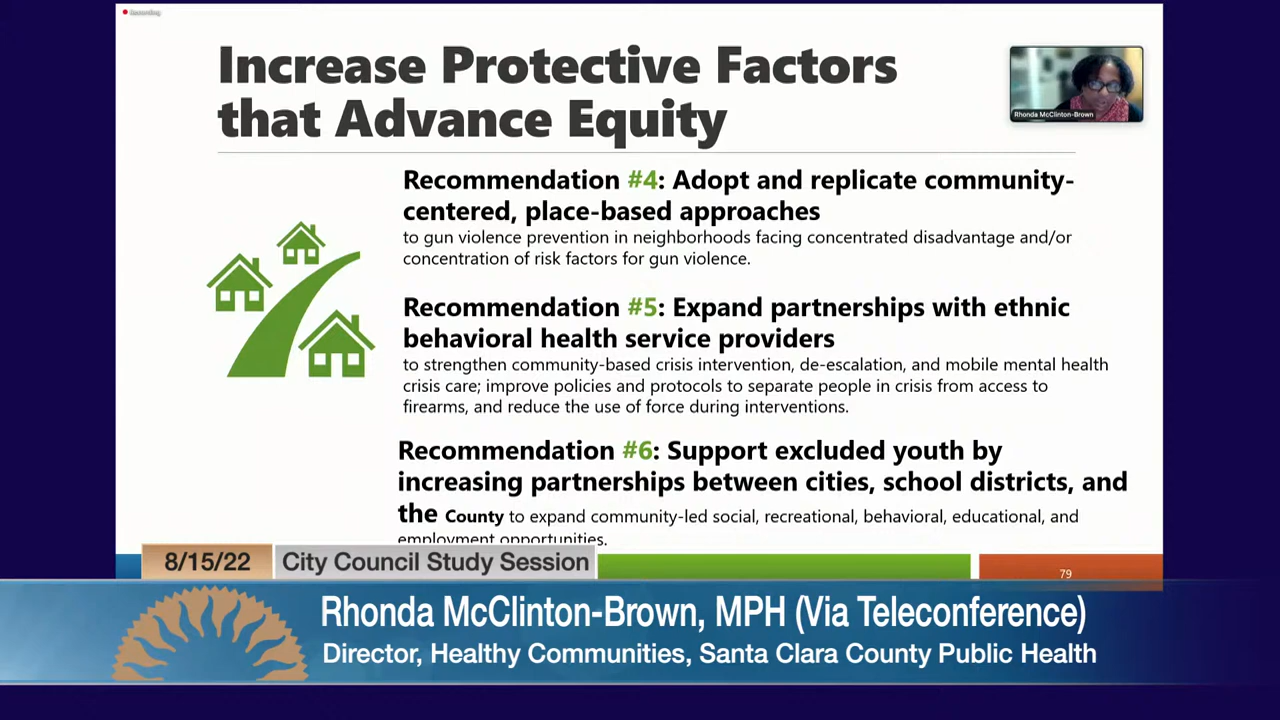 Recording
Increase Protective Factors
that Advance Equity
Rhonda McClinton-Brown
Recommendation #4: Adopt and replicate community-
centered, place-based approaches
to gun violence prevention in neighborhoods facing concentrated disadvantage and/or
concentration of risk factors for gun violence.
Recommendation #5: Expand partnerships with ethnic
behavioral health service providers
to strengthen community-based crisis intervention, de-escalation, and mobile mental health
crisis care; improve policies and protocols to separate people in crisis from access to
firearms, and reduce the use of force during interventions.
Recommendation #6: Support excluded youth by
increasing partnerships between cities, school districts, and
the County to expand community-led social, recreational, behavioral, educational, and
employment opportunities.
79
8/15/22 City Council Study Session
Rhonda McClinton-Brown, MPH (Via Teleconference)
Director, Healthy Communities, Santa Clara County Public Health